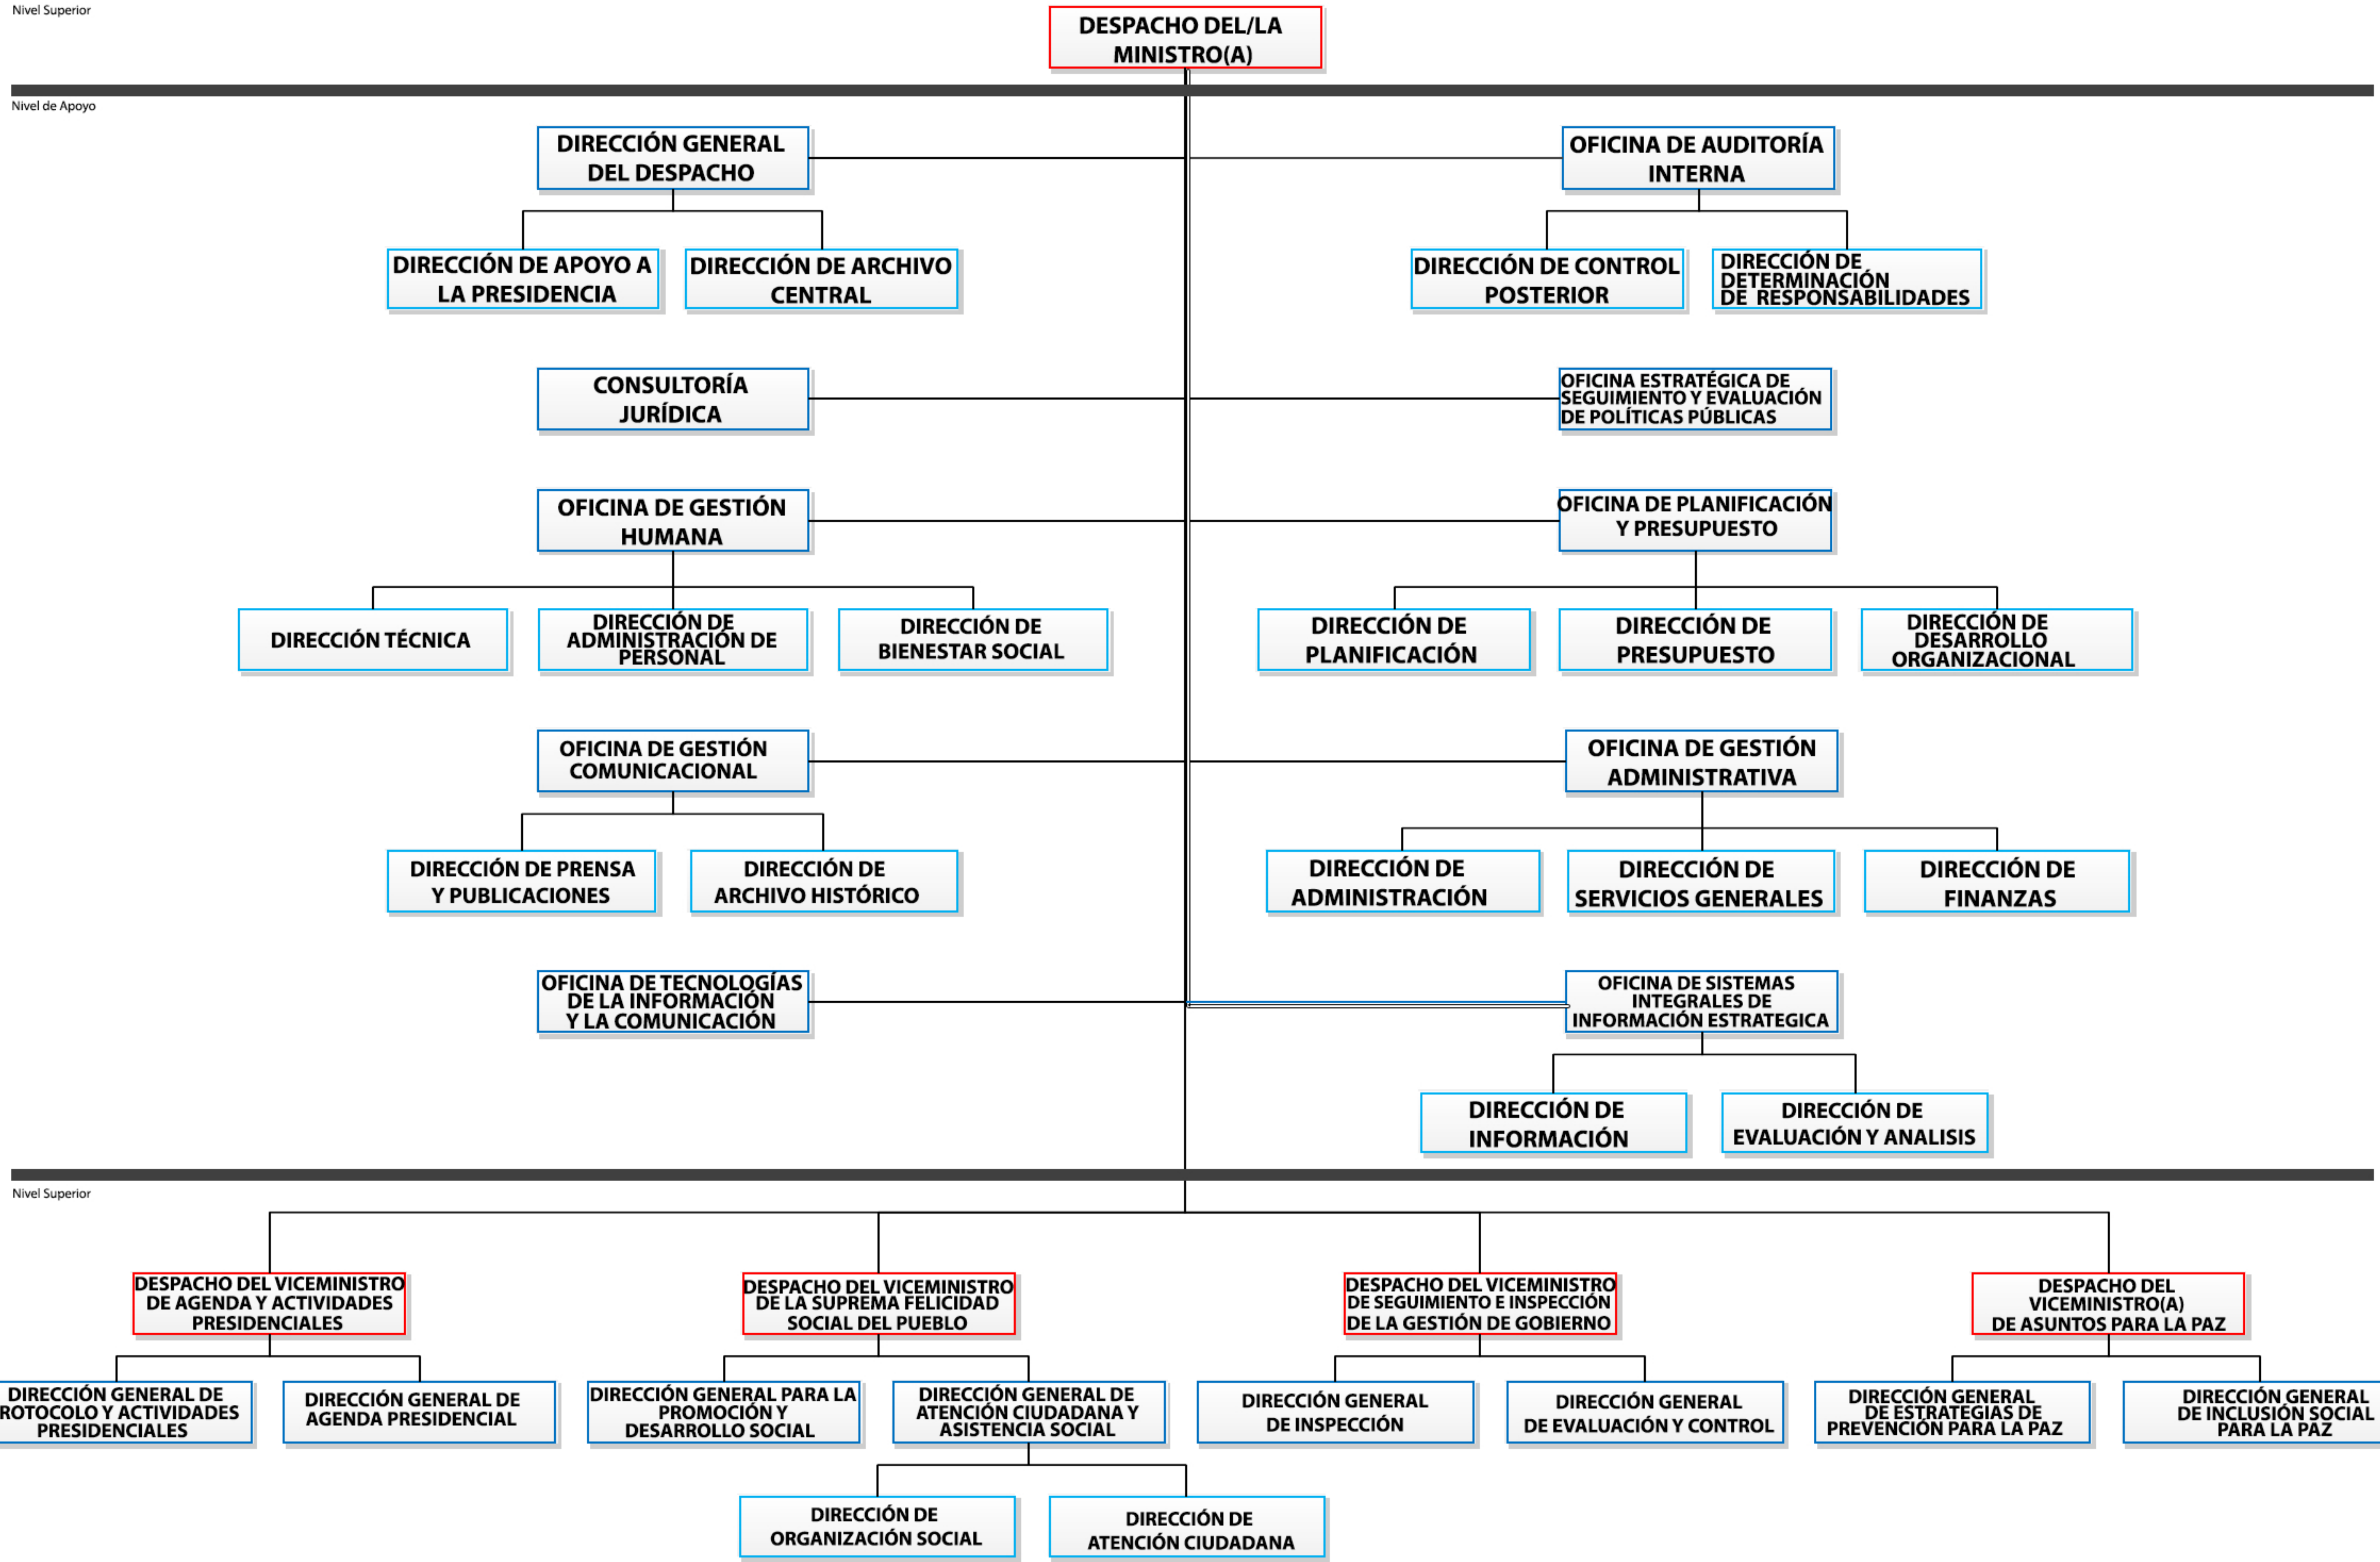 Nivel Superior
DESPACHO DEL/LA
MINISTRO(A)
Nivel de Apoyo
DIRECCIÓN GENERAL
DEL DESPACHO
OFICINA DE AUDITORÍA
INTERNA
DIRECCIÓN DE APOYO A
LA PRESIDENCIA
DIRECCIÓN DE ARCHIVO
CENTRAL
DIRECCIÓN DE CONTROL
POSTERIOR
DIRECCIÓN DE
DETERMINACIÓN
DE RESPONSABILIDADES
CONSULTORÍA
JURÍDICA
OFICINA ESTRATÉGICA DE
SEGUIMIENTO Y EVALUACIÓN
DE POLÍTICAS PÚBLICAS
OFICINA DE GESTIÓN
HUMANA
OFICINA DE PLANIFICACIÓN
Y PRESUPUESTO
DIRECCIÓN TÉCNICA
DIRECCIÓN DE
ADMINISTRACIÓN DE
PERSONAL
DIRECCIÓN DE
BIENESTAR SOCIAL
DIRECCIÓN DE
PLANIFICACIÓN
DIRECCIÓN DE
PRESUPUESTO
DIRECCIÓN DE
DESARROLLO
ORGANIZACIONAL
OFICINA DE GESTIÓN
COMUNICACIONAL
OFICINA DE GESTIÓN
ADMINISTRATIVA
DIRECCIÓN DE PRENSA
Y PUBLICACIONES
DIRECCIÓN DE
ARCHIVO HISTÓRICO
DIRECCIÓN DE
ADMINISTRACIÓN
DIRECCIÓN DE
SERVICIOS GENERALES
DIRECCIÓN DE
FINANZAS
OFICINA DE TECNOLOGÍAS
DE LA INFORMACIÓN
Y LA COMUNICACIÓN
OFICINA DE SISTEMAS
INTEGRALES DE
INFORMACIÓN ESTRATEGICA
DIRECCIÓN DE
INFORMACIÓN
DIRECCIÓN DE
EVALUACIÓN Y ANALISIS
Nivel Superior
DESPACHO DEL VICEMINISTRO
DE AGENDA Y ACTIVIDADES
PRESIDENCIALES
DESPACHO DEL VICEMINISTRO
DE LA SUPREMA FELICIDAD
SOCIAL DEL PUEBLO
DESPACHO DEL VICEMINISTRO
DE SEGUIMIENTO E INSPECCIÓN
DE LA GESTIÓN DE GOBIERNO
DESPACHO DEL
VICEMINISTRO(A)
DE ASUNTOS PARA LA PAZ
DIRECCIÓN GENERAL DE
ROTOCOLO Y ACTIVIDADES
PRESIDENCIALES
DIRECCIÓN GENERAL DE
AGENDA PRESIDENCIAL
DIRECCIÓN GENERAL PARA LA
PROMOCIÓN Y
DESARROLLO SOCIAL
DIRECCIÓN GENERAL DE
ATENCIÓN CIUDADANA Y
ASISTENCIA SOCIAL
DIRECCIÓN GENERAL
DE INSPECCIÓN
DIRECCIÓN GENERAL
DE EVALUACIÓN Y CONTROL
DIRECCIÓN GENERAL
DE ESTRATEGIAS DE
PREVENCIÓN PARA LA PAZ
DIRECCIÓN GENERAL
DE INCLUSIÓN SOCIAL
PARA LA PAZ
DIRECCIÓN DE
ORGANIZACIÓN SOCIAL
DIRECCIÓN DE
ATENCIÓN CIUDADANA